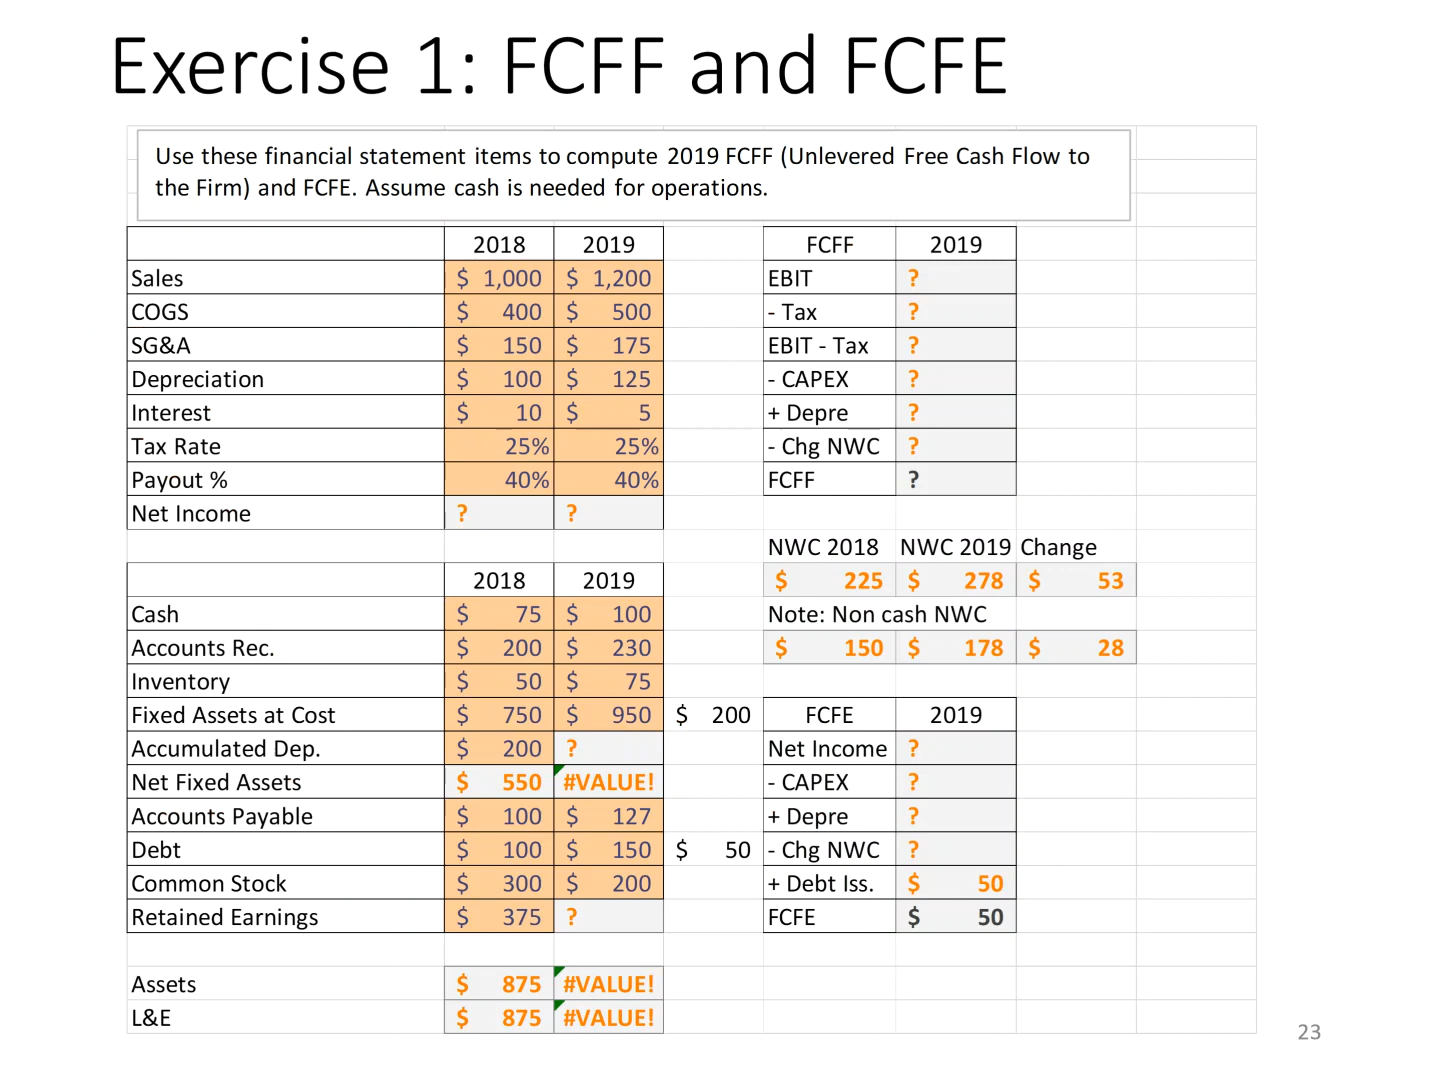 Exercise 1: FCFF and FCFE
Use these financial statement items to compute 2019 FCFF (Unlevered Free Cash Flow to
the Firm) and FCFE. Assume cash is needed for operations.
2018 2019 FCFF 2019
Sales $ 1,000 $ 1,200 EBIT ?
COGS $ 400 $ 500 - Tax ?
SG&A $ 150 $ 175 EBIT - Tax ?
Depreciation $ 100 $ 125 - CAPEX ?
Interest $ 10 $ 5 + Depre ?
Tax Rate 25% 25% - Chg NWC ?
Payout % 40% 40% FCFF ?
Net Income ? ?
NWC 2018 NWC 2019 Change
2018 2019 $ 225 $ 278 $ 53
Cash $ 75 $ 100 Note: Non cash NWC
Accounts Rec. $ 200 $ 230 $ 150 $ 178 $ 28
Inventory $ 50 $ 75
Fixed Assets at Cost $ 750 $ 950 $ 200 FCFE 2019
Accumulated Dep. $ 200 ? Net Income ?
Net Fixed Assets $ 550 #VALUE! - CAPEX ?
Accounts Payable $ 100 $ 127 + Depre ?
Debt $ 100 $ 150 $ 50 - Chg NWC ?
Common Stock $ 300 $ 200 + Debt Iss. $ 50
Retained Earnings $ 375 ? FCFE $ 50
Assets $ 875 #VALUE!
L&E $ 875 #VALUE!
23